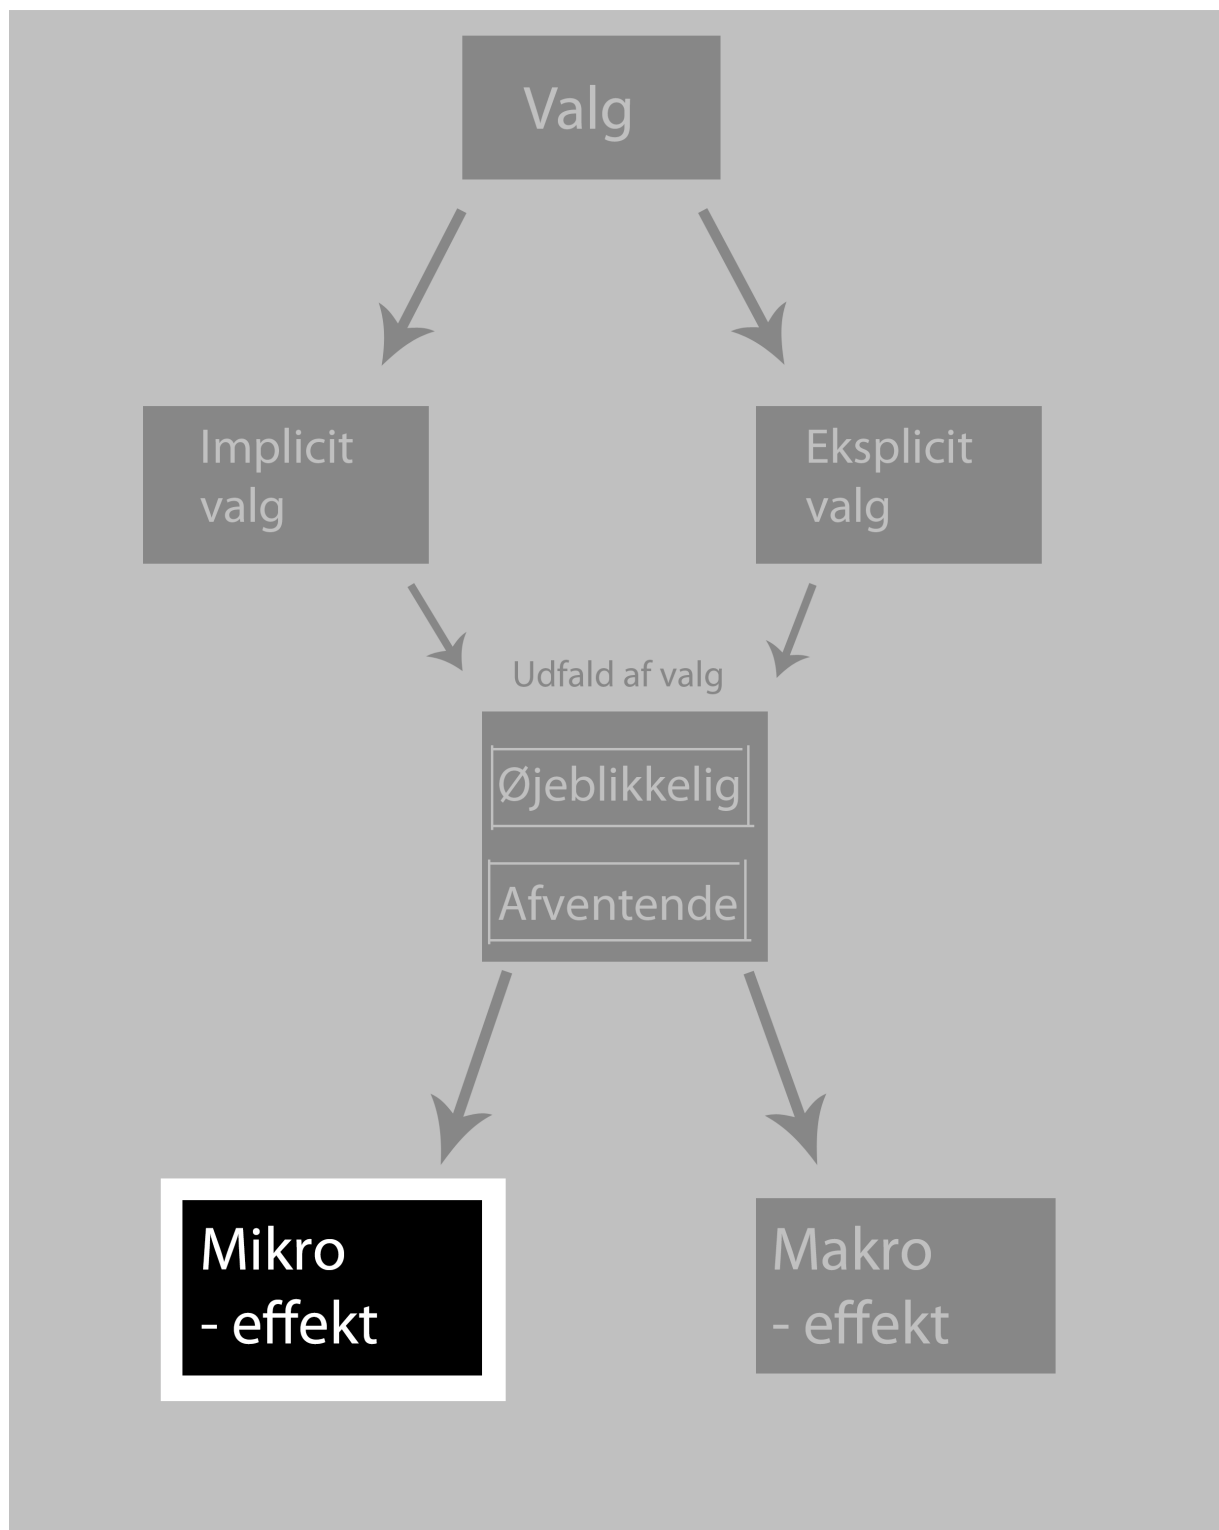 Valg
Implicit
valg
Eksplicit
valg
Udfald af valg
Øjeblikkelig
Afventende
Mikro
- effekt
Makro
- effekt